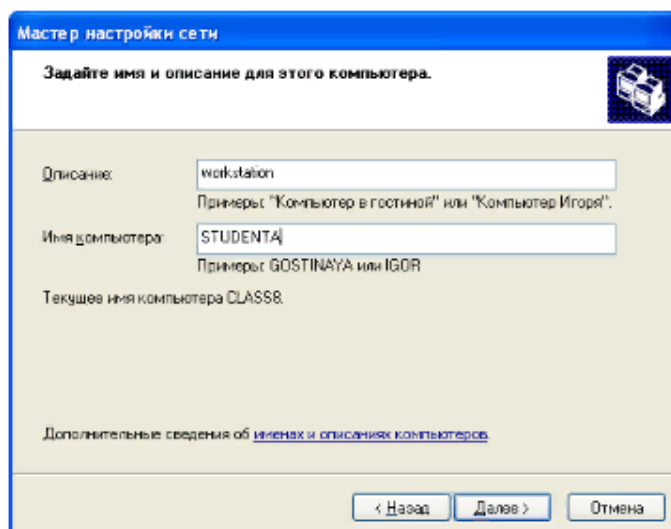 Мастер настройки сети
Задайте имя и описание для этого компьютера.
Описание: workstation
Примеры: "Компьютер в гостиной" или "Компьютер Игоря".
Имя компьютера: STUDENTA
Примеры: GOSTINAYA или IGOR
Текущее имя компьютера CLASS8.
Дополнительные сведения об именах и описаниях компьютеров.
< Назад Далее > Отмена